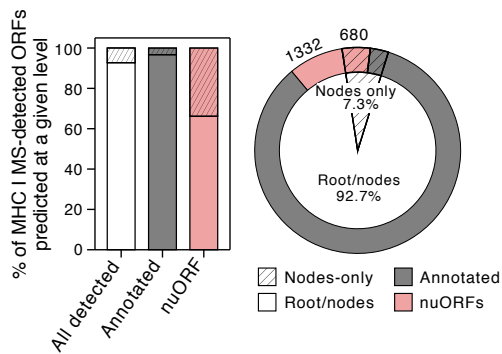 % of MHC I MS-detected ORFs
predicted at a given level
100
80
60
40
20
0
All detected
Annotated
nuORF
1332
680
Nodes only
7.3%
Root/nodes
92.7%
Nodes-only
Annotated
Root/nodes
nuORFs